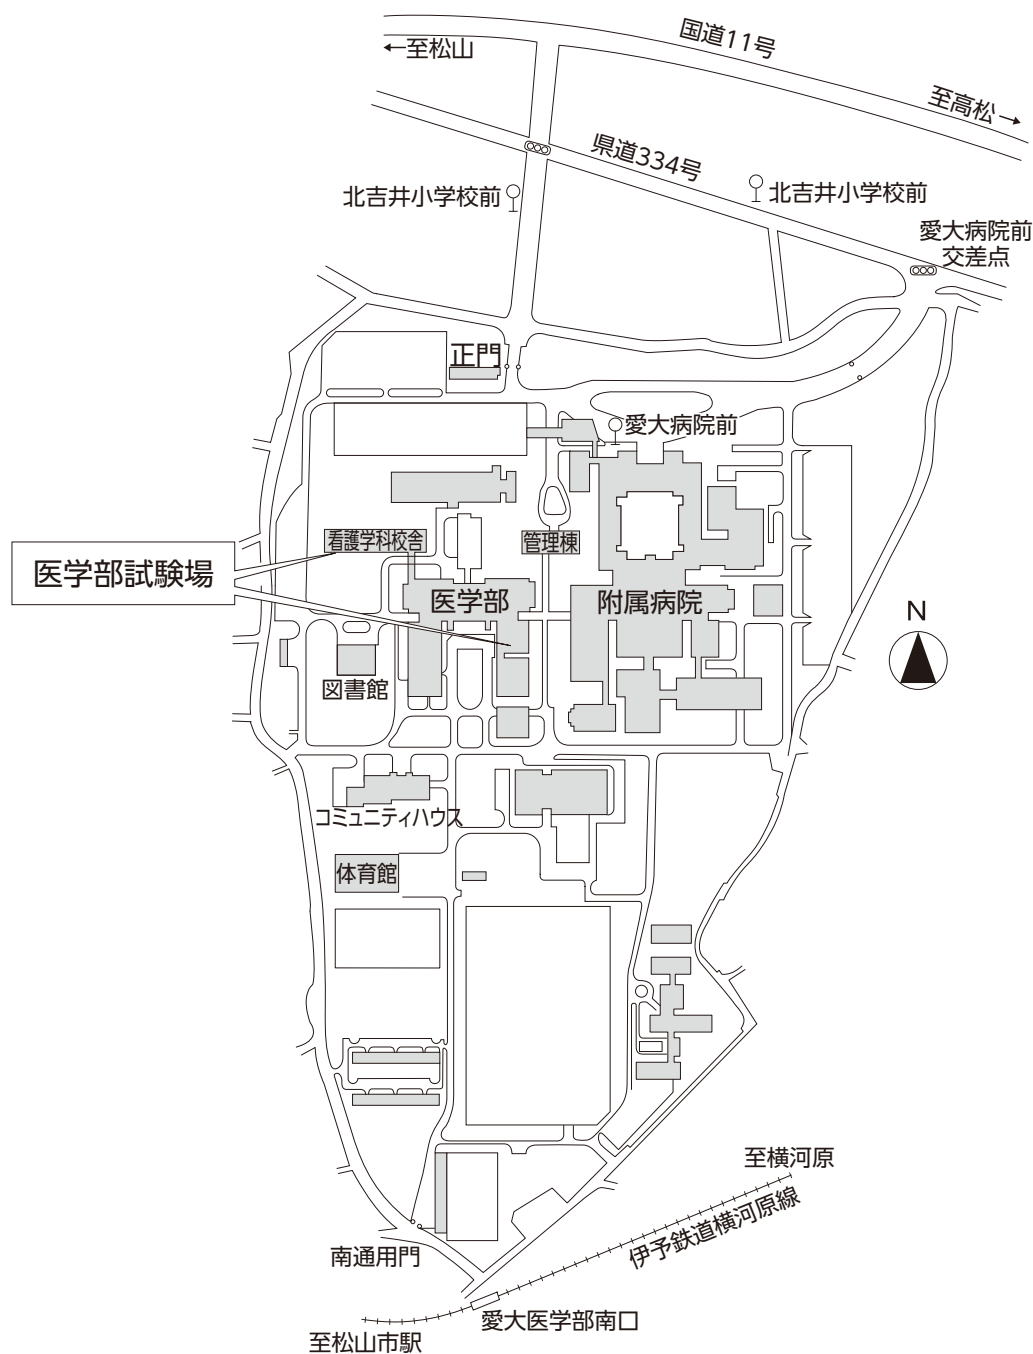 国道11号
←至松山
至高松→
県道334号
北吉井小学校前
北吉井小学校前
愛大病院前
交差点
正門
愛大病院前
看護学科校舎
管理棟
医学部試験場
医学部
附属病院
N
図書館
コミュニティハウス
体育館
至横河原
伊予鉄道横河原線
南通用門
愛大医学部南口
至松山市駅